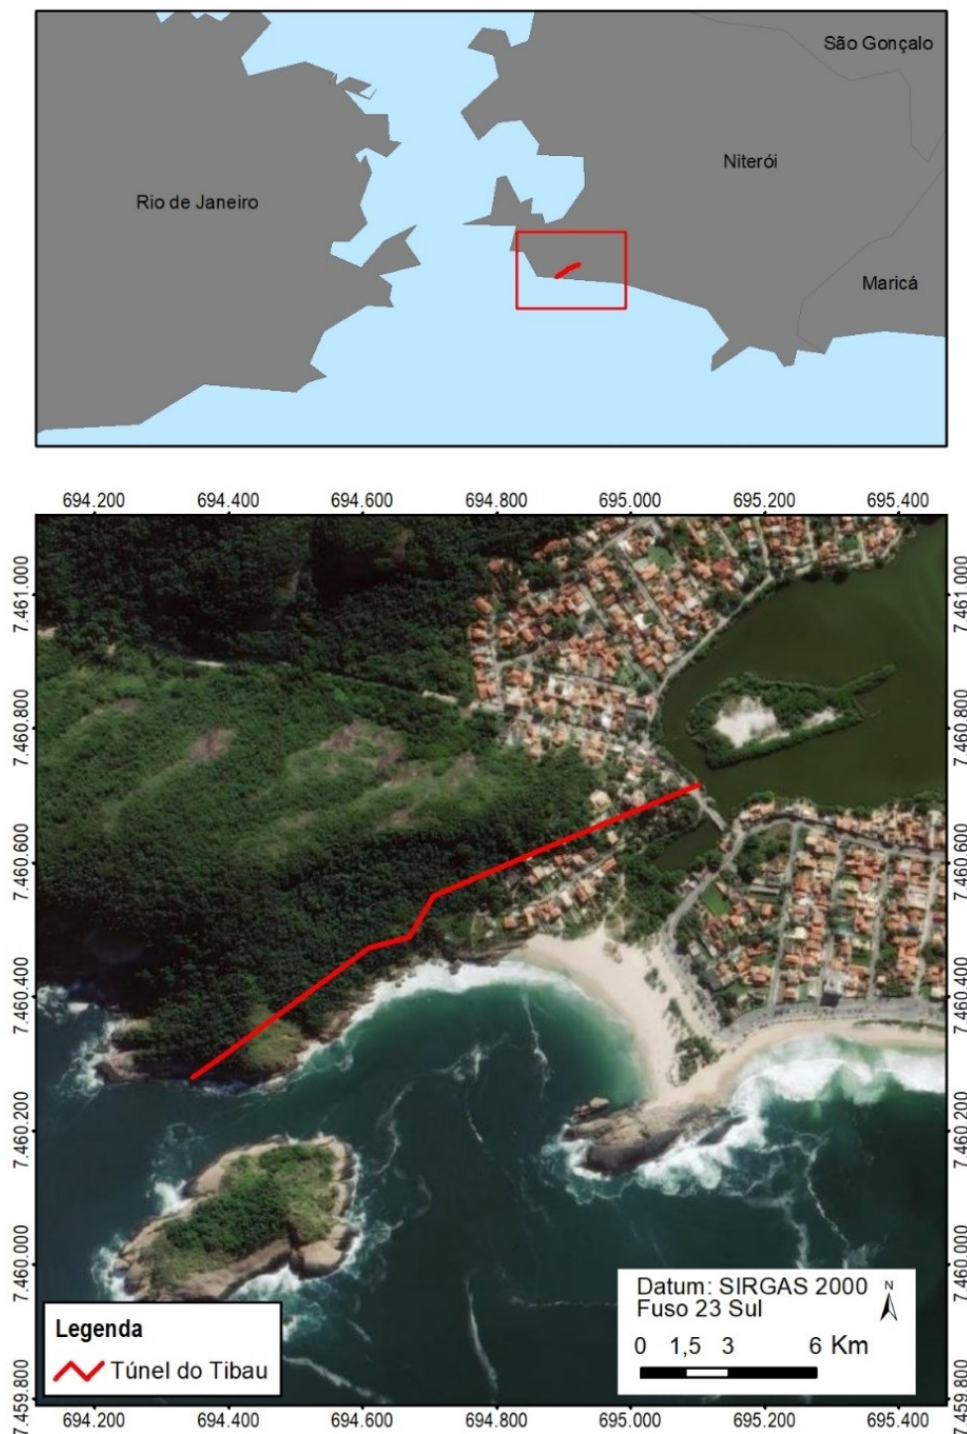 São Gonçalo
Niterói
Rio de Janeiro
Maricá
694.200 694.400 694.600 694.800 695.000 695.200 695.400
7.461.000 7.461.000
7.460.800 7.460.800
7.460.600 7.460.600
7.460.400 7.460.400
7.460.200 7.460.200
7.460.000 7.460.000
7.459.800 7.459.800
Datum: SIRGAS 2000 N
Fuso 23 Sul
0 1,5 3 6 Km
Legenda
Túnel do Tibau
694.200 694.400 694.600 694.800 695.000 695.200 695.400